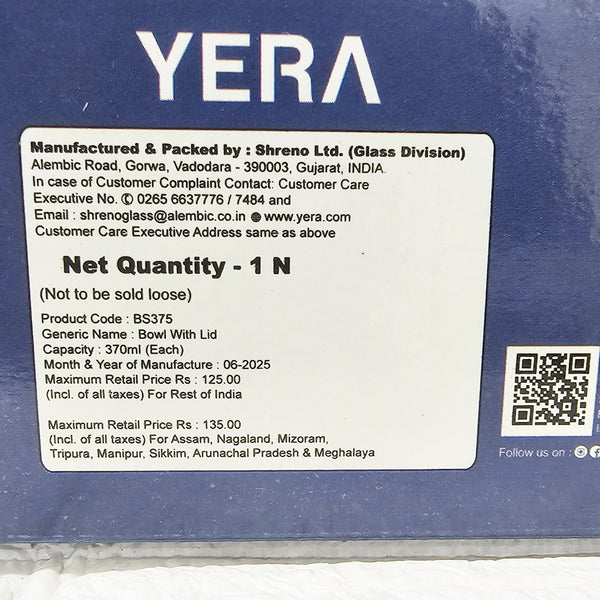 YERA
Manufactured & Packed by : Shreno Ltd. (Glass Division)
Alembic Road, Gorwa, Vadodara - 390003, Gujarat, INDIA.
In case of Customer Complaint Contact: Customer Care
Executive No. ✆ 0265 6637776 / 7484 and
Email : shrenoglass@alembic.co.in www.yera.com
Customer Care Executive Address same as above
Net Quantity - 1 N
(Not to be sold loose)
Product Code : BS375
Generic Name : Bowl With Lid
Capacity : 370ml (Each)
Month & Year of Manufacture : 06-2025
Maximum Retail Price Rs : 125.00
(Incl. of all taxes) For Rest of India
Maximum Retail Price Rs : 135.00
(Incl. of all taxes) For Assam, Nagaland, Mizoram,
Tripura, Manipur, Sikkim, Arunachal Pradesh & Meghalaya
Follow us on :